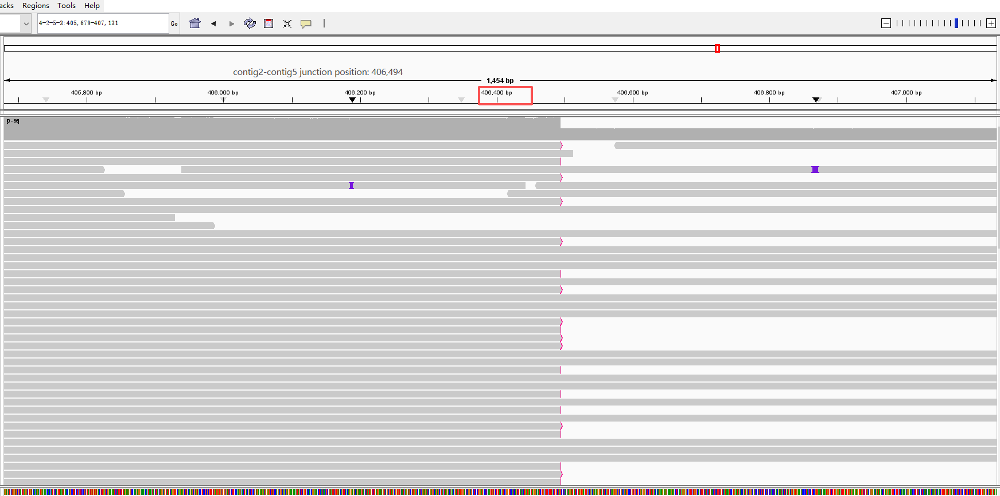 acks Regions Tools Help
4-2-5-3:405,679-407,131 Go
contig2-contig5 junction position: 406,494
1,454 bp
405,800 bp 406,000 bp 406,200 bp 406,400 bp 406,600 bp 406,800 bp 407,000 bp
[0-86]